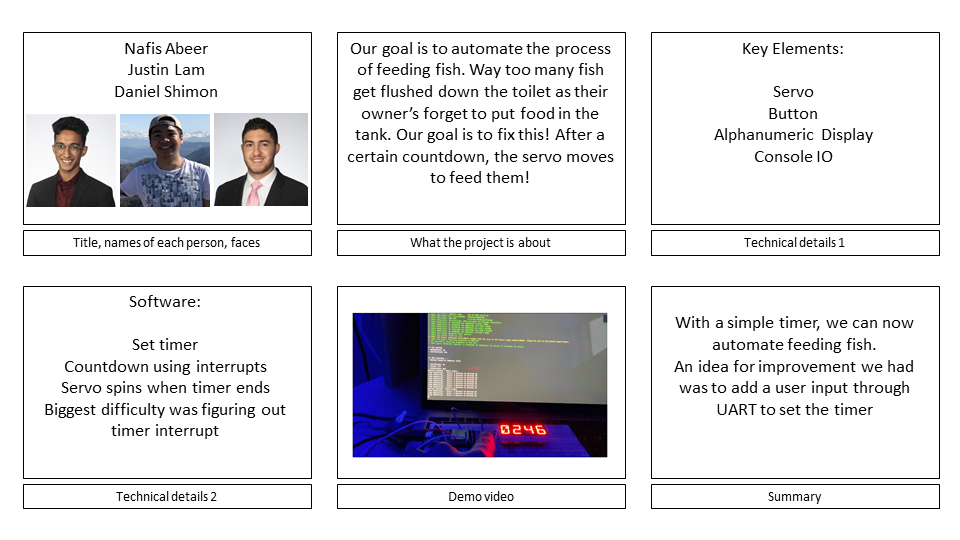 Nafis Abeer
Justin Lam
Daniel Shimon
Title, names of each person, faces
Our goal is to automate the process
of feeding fish. Way too many fish
get flushed down the toilet as their
owner's forget to put food in the
tank. Our goal is to fix this! After a
certain countdown, the servo moves
to feed them!
What the project is about
Key Elements:
Servo
Button
Alphanumeric Display
Console IO
Technical details 1
Software:
Set timer
Countdown using interrupts
Servo spins when timer ends
Biggest difficulty was figuring out
timer interrupt
Technical details 2
0246
Demo video
With a simple timer, we can now
automate feeding fish.
An idea for improvement we had
was to add a user input through
UART to set the timer
Summary